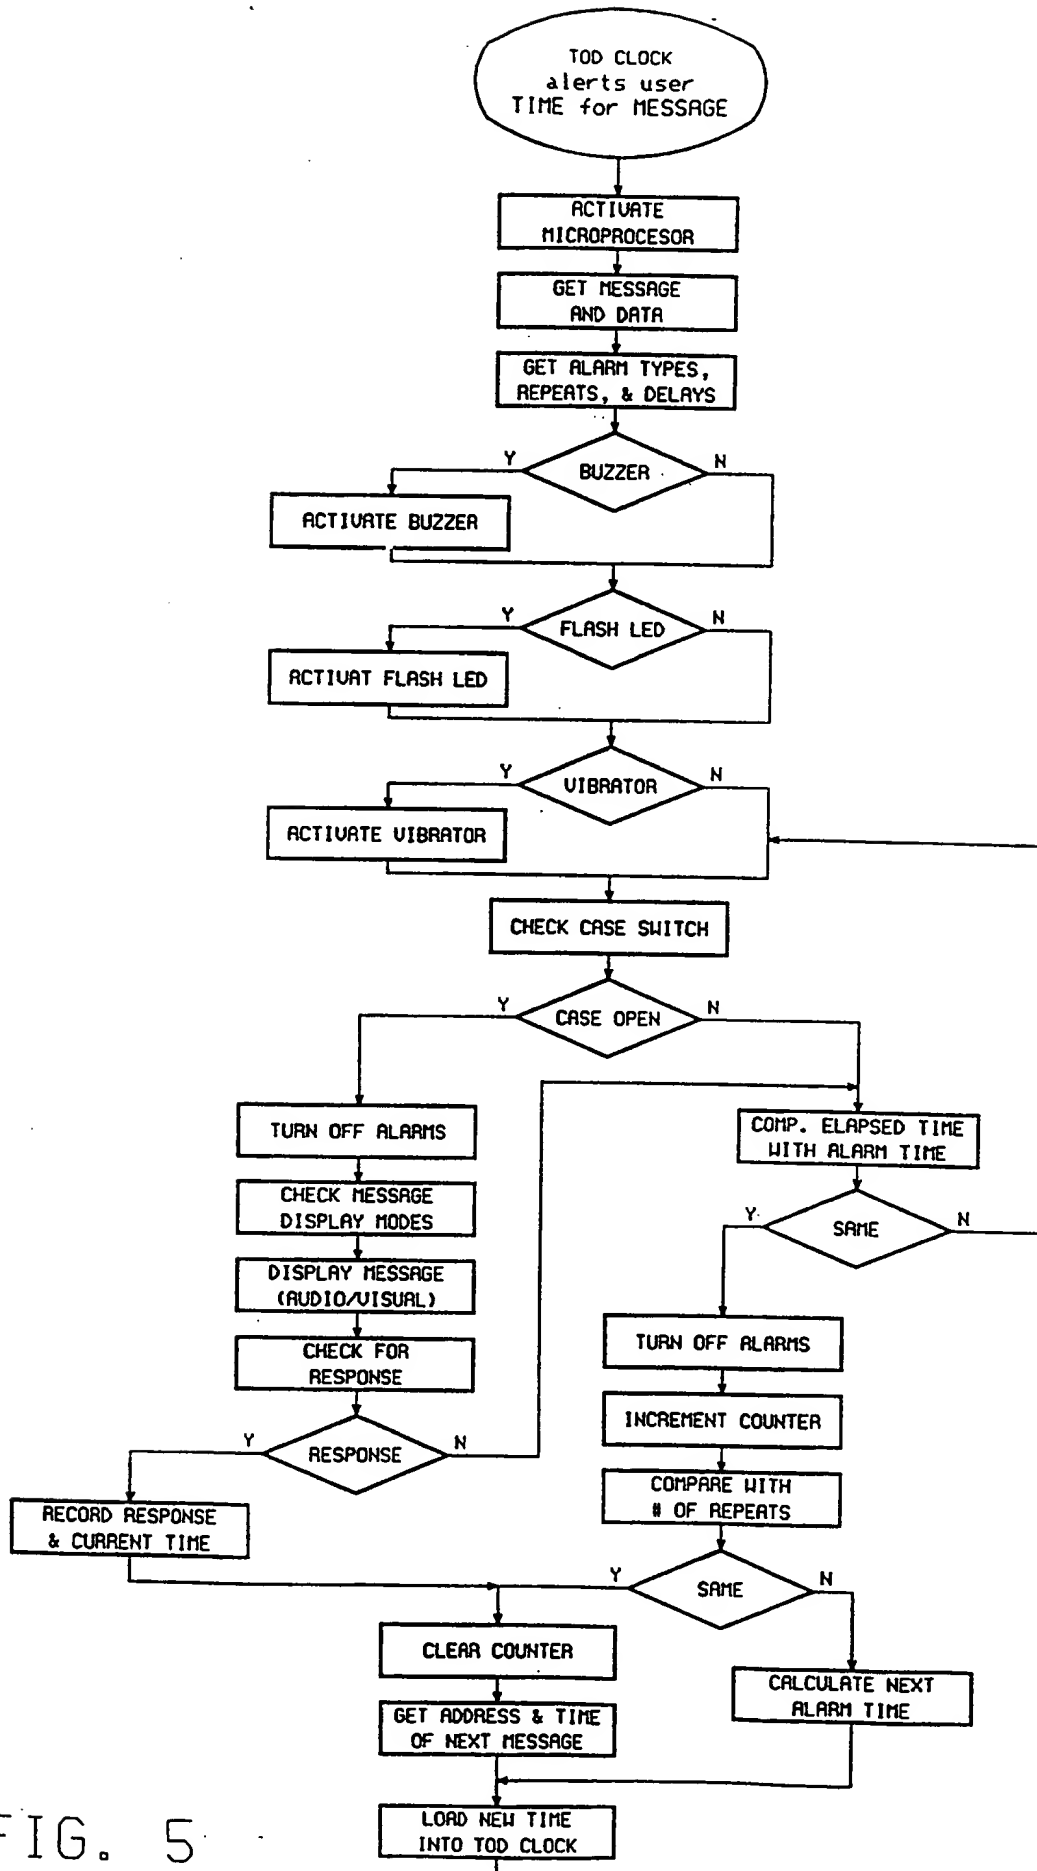 TOD CLOCK
alerts user
TIME for MESSAGE
ACTIVATE
MICROPROCESOR
GET MESSAGE
AND DATA
GET ALARM TYPES,
REPEATS, & DELAYS
Y
BUZZER
N
ACTIVATE BUZZER
Y
FLASH LED
N
ACTIVAT FLASH LED
Y
VIBRATOR
N
ACTIVATE VIBRATOR
CHECK CASE SWITCH
Y
CASE OPEN
N
TURN OFF ALARMS
COMP. ELAPSED TIME
WITH ALARM TIME
CHECK MESSAGE
DISPLAY MODES
Y
SAME
N
DISPLAY MESSAGE
(AUDIO/VISUAL)
TURN OFF ALARMS
CHECK FOR
RESPONSE
INCREMENT COUNTER
Y
RESPONSE
N
COMPARE WITH
# OF REPEATS
RECORD RESPONSE
& CURRENT TIME
Y
SAME
N
CLEAR COUNTER
CALCULATE NEXT
ALARM TIME
GET ADDRESS & TIME
OF NEXT MESSAGE
LOAD NEW TIME
INTO TOD CLOCK
FIG. 5